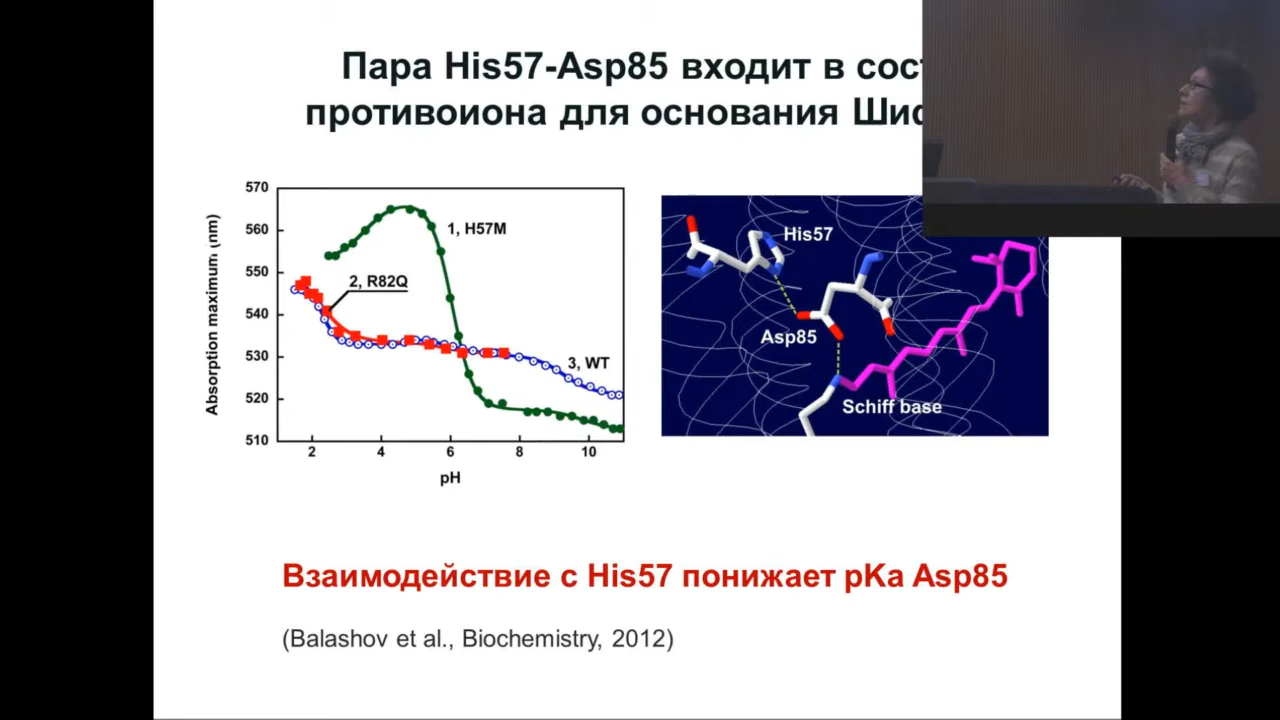 Пара His57-Asp85 входит в
противоиона для основания
570
560
550
540
530
520
510
Absorption maximum (nm)
1, H57M
2, R82Q
3, WT
2
4
6
8
10
pH
His57
Asp85
Schiff base
Взаимодействие с His57 понижает pKa Asp85
(Balashov et al., Biochemistry, 2012)